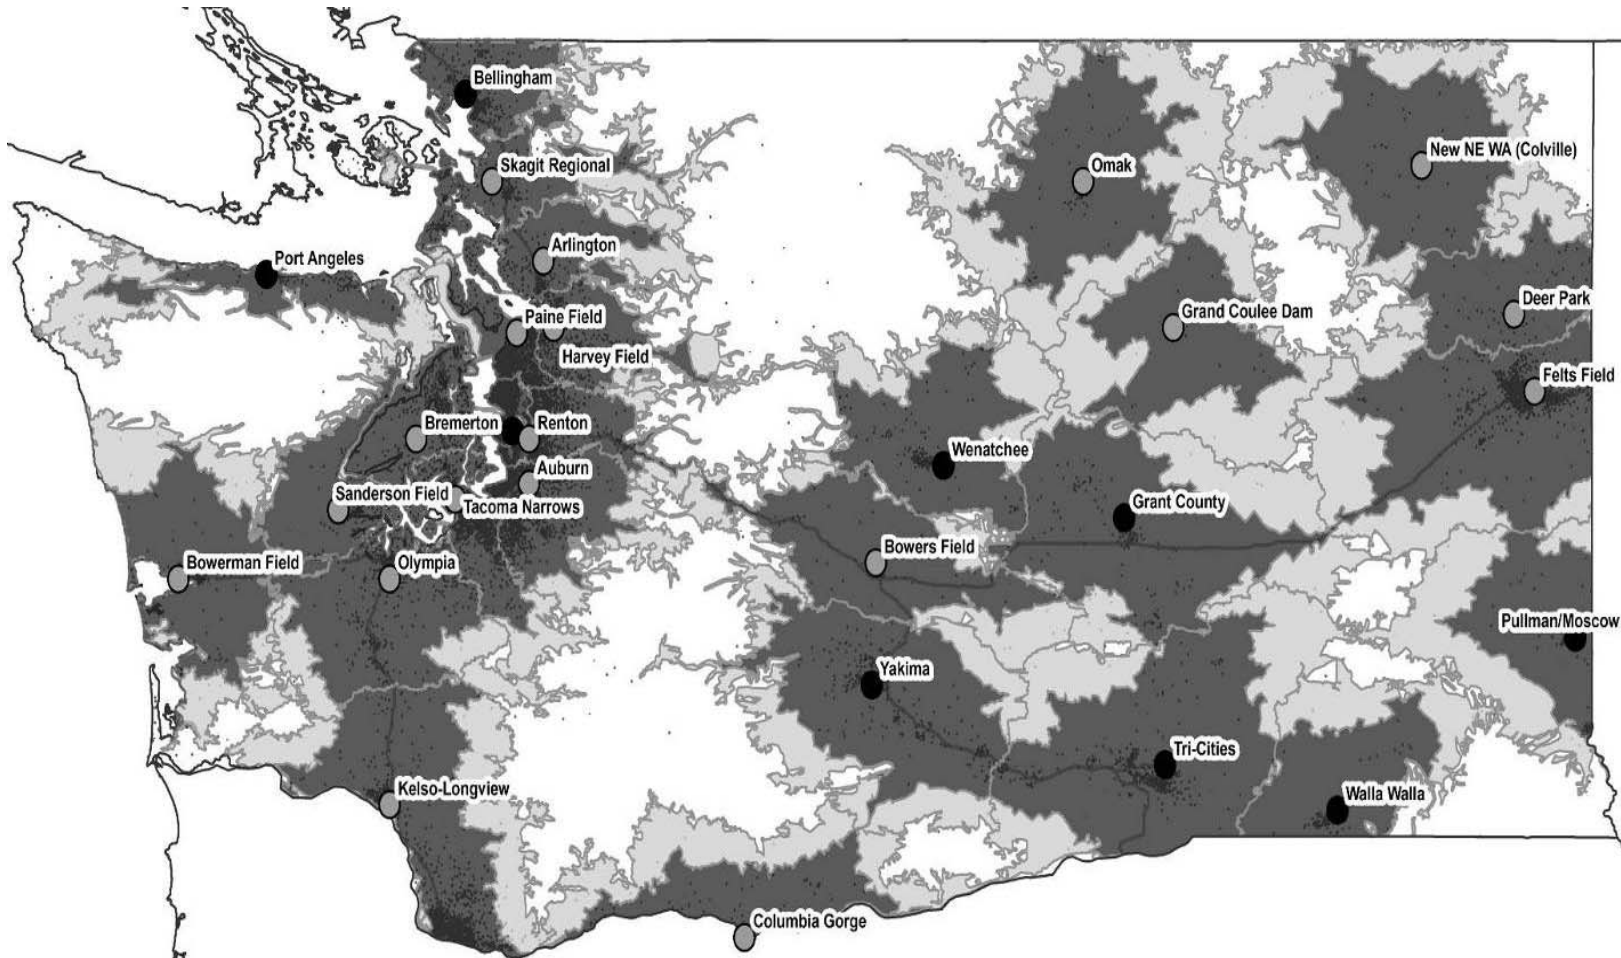 Bellingham
Skagit Regional
Omak
New NE WA (Colville)
Arlington
Port Angeles
Deer Park
Grand Coulee Dam
Paine Field
Harvey Field
Felts Field
Bremerton
Renton
Wenatchee
Auburn
Sanderson Field
Tacoma Narrows
Grant County
Bowers Field
Bowerman Field
Olympia
Pullman/Moscow
Yakima
Tri-Cities
Kelso-Longview
Walla Walla
Columbia Gorge